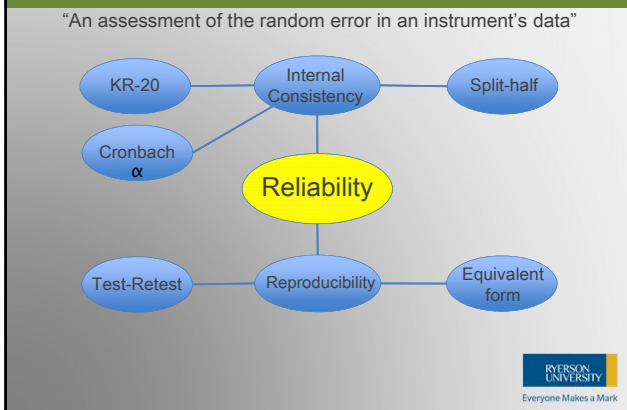 “An assessment of the random error in an instrument’s data”
KR-20
Internal
Consistency
Split-half
Cronbach
α
Reliability
Test-Retest
Reproducibility
Equivalent
form
RYERSON
UNIVERSITY
Everyone Makes a Mark